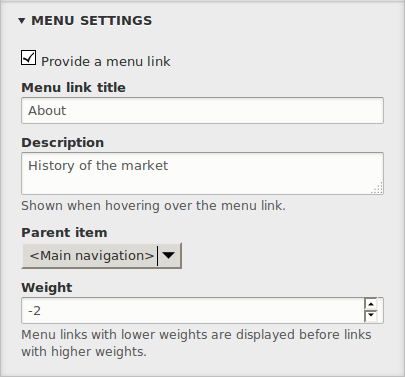 MENU SETTINGS
Provide a menu link
Menu link title
About
Description
History of the market
Shown when hovering over the menu link.
Parent item
<Main navigation>
Weight
-2
Menu links with lower weights are displayed before links
with higher weights.